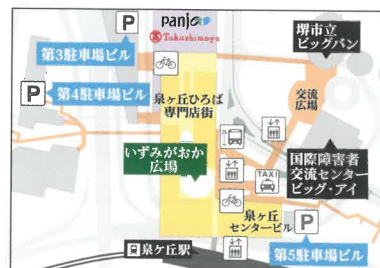 panjo
Takashimaya
P
第3駐車場ビル
堺市立
ビッグバン
P
第4駐車場ビル
泉ヶ丘ひろば
専門店街
交流
広場
いずみがおか
広場
国際障害者
交流センター
ビッグ・アイ
TAXI
泉ヶ丘
センタービル
P
第5駐車場ビル
泉ヶ丘駅